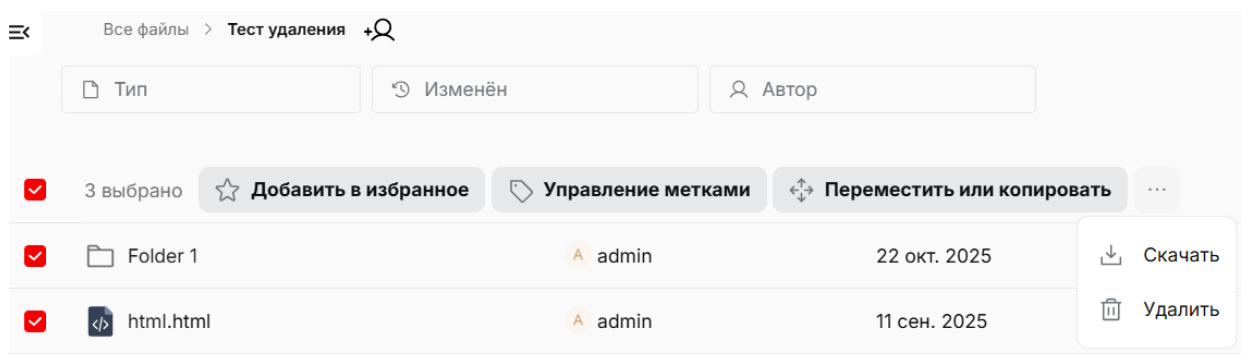 Все файлы > Тест удаления
Тип Изменён Автор
3 выбрано Добавить в избранное Управление метками Переместить или копировать ...
Folder 1 A admin 22 окт. 2025 Скачать
Удалить
html.html A admin 11 сен. 2025